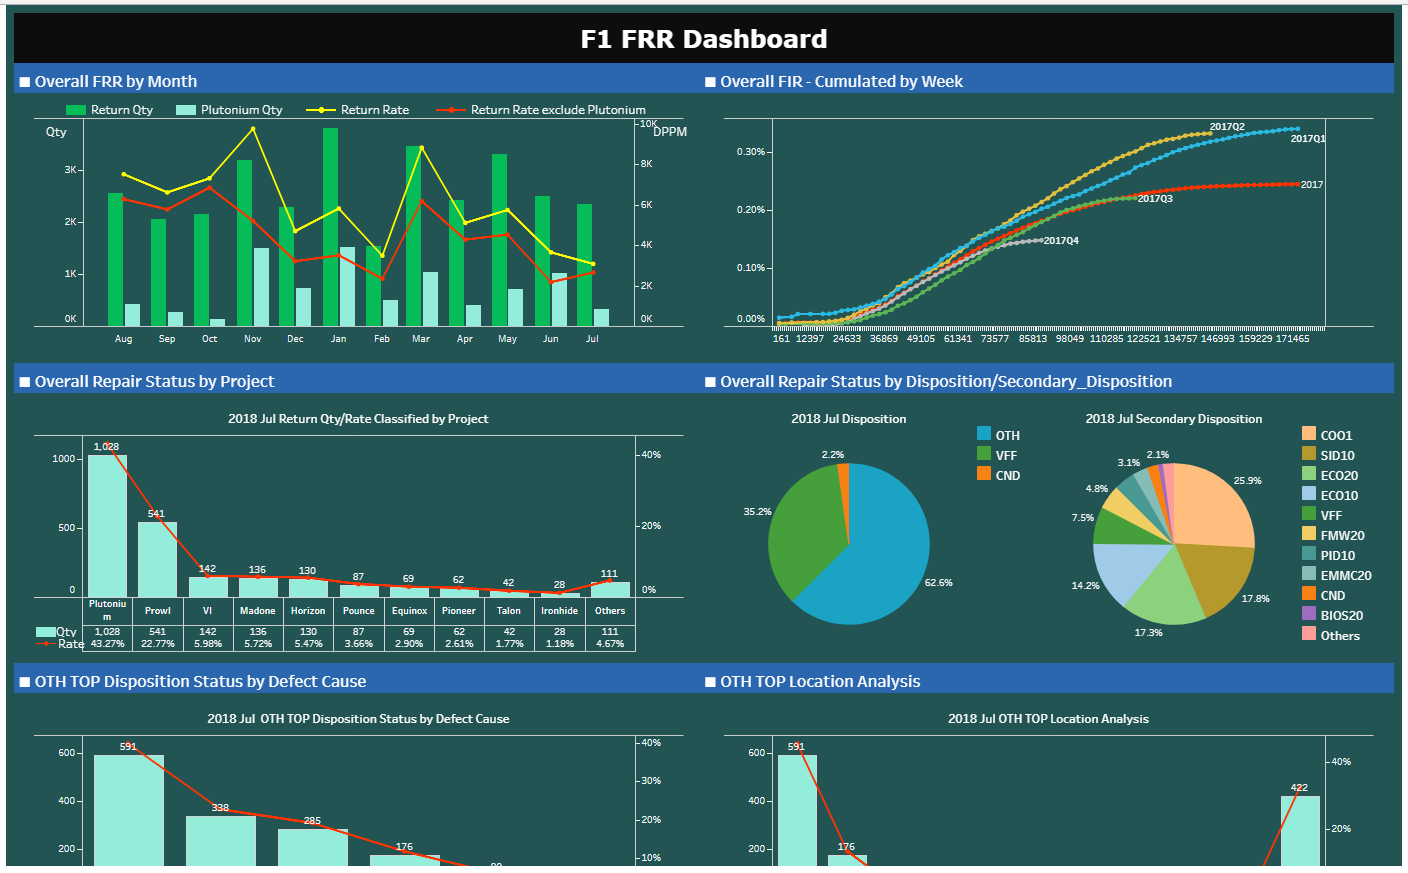 F1 FRR Dashboard
■ Overall FRR by Month
Return Qty Plutonium Qty Return Rate Return Rate exclude Plutonium
Qty
DPPM
3K
2K
1K
0K
10K
8K
6K
4K
2K
0K
Aug Sep Oct Nov Dec Jan Feb Mar Apr May Jun Jul
■ Overall FIR - Cumulated by Week
0.30%
0.20%
0.10%
0.00%
2017Q2
2017Q1
2017
2017Q3
2017Q4
161 12397 24633 36869 49105 61341 73577 85813 98049 110285 122521 134757 146993 159229 171465
■ Overall Repair Status by Project
2018 Jul Return Qty/Rate Classified by Project
1000
500
0
40%
20%
0%
1,028 541 142 136 130 87 69 62 42 28 111
Plutoniu
m
Prowl VI Madone Horizon Pounce Equinox Pioneer Talon Ironhide Others
Qty 1,028 541 142 136 130 87 69 62 42 28 111
Rate 43.27% 22.77% 5.98% 5.72% 5.47% 3.66% 2.90% 2.61% 1.77% 1.18% 4.67%
■ Overall Repair Status by Disposition/Secondary_Disposition
2018 Jul Disposition
OTH
VFF
CND
2.2%
35.2%
62.6%
2018 Jul Secondary Disposition
COO1
SID10
ECO20
ECO10
VFF
FMW20
PID10
EMMC20
CND
BIOS20
Others
2.1%
3.1%
4.8%
7.5%
14.2%
17.3%
17.8%
25.9%
■ OTH TOP Disposition Status by Defect Cause
2018 Jul OTH TOP Disposition Status by Defect Cause
600
400
200
40%
30%
20%
10%
591
338
285
176
■ OTH TOP Location Analysis
2018 Jul OTH TOP Location Analysis
600
400
200
40%
20%
591
176
422